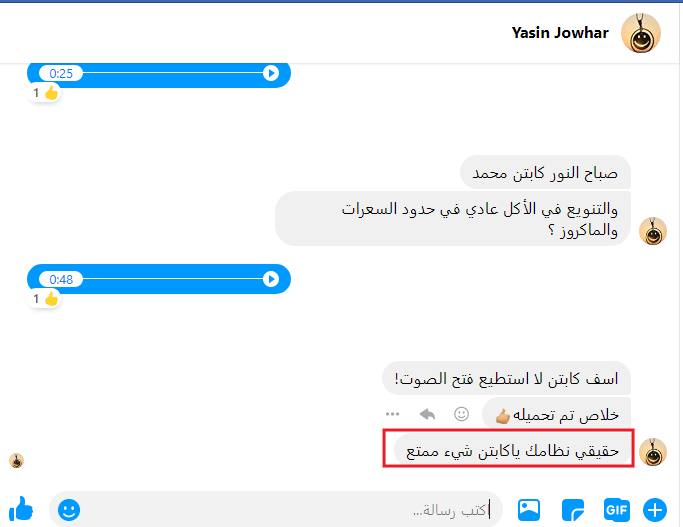 Yasin Jowhar
0:25
1
صباح النور كابتن محمد
والتنويع في الأكل عادي في حدود السعرات
والماكروز ؟
0:48
1
اسف كابتن لا استطيع فتح الصوت!
خلاص تم تحميله
حقيقي نظامك ياكابتن شيء ممتع
اكتب رسالة...
GIF